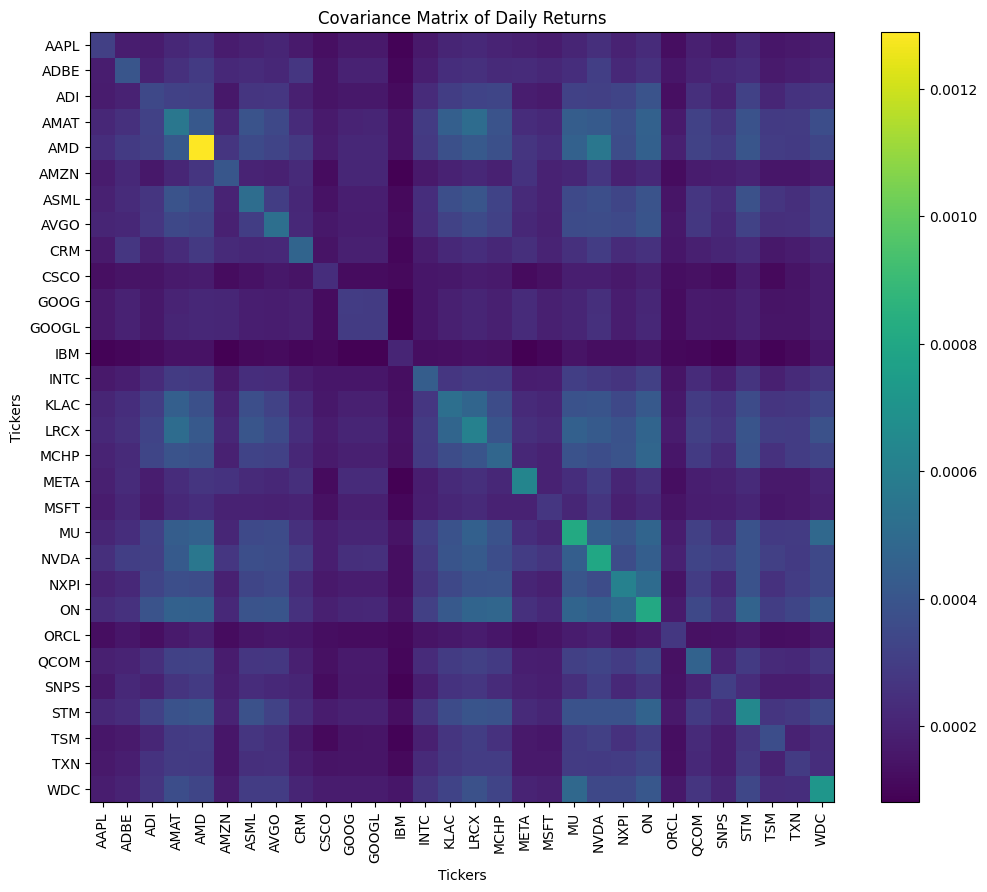 Covariance Matrix of Daily Returns
AAPL
ADBE
ADI
AMAT
AMD
AMZN
ASML
AVGO
CRM
CSCO
GOOG
GOOGL
IBM
INTC
KLAC
LRCX
MCHP
META
MSFT
MU
NVDA
NXPI
ON
ORCL
QCOM
SNPS
STM
TSM
TXN
WDC
Tickers
AAPL
ADBE
ADI
AMAT
AMD
AMZN
ASML
AVGO
CRM
CSCO
GOOG
GOOGL
IBM
INTC
KLAC
LRCX
MCHP
META
MSFT
MU
NVDA
NXPI
ON
ORCL
QCOM
SNPS
STM
TSM
TXN
WDC
Tickers
0.0012
0.0010
0.0008
0.0006
0.0004
0.0002